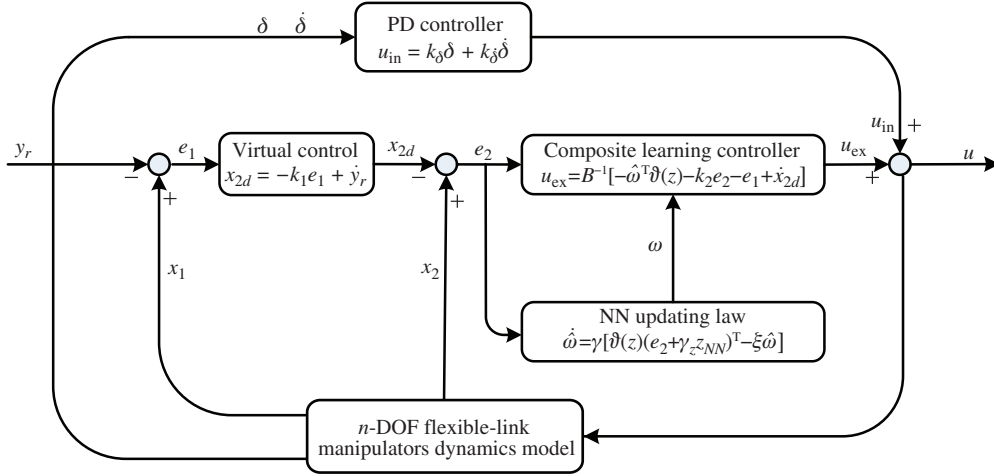 δ δ̇
PD controller
u_in = k_δ δ + k_δ̇ δ̇
u_in
+
y_r
−
+
e_1
Virtual control
x_2d = −k_1e_1 + ẏ_r
x_2d
−
+
e_2
Composite learning controller
u_ex=B^−1[−ω̂^Tϑ(z)−k_2e_2−e_1+ẋ_2d]
u_ex
+
u
x_1
x_2
ω
NN updating law
ω̂̇=γ[ϑ(z)(e_2+γ_z z_NN)^T−ξω̂]
n-DOF flexible-link
manipulators dynamics model